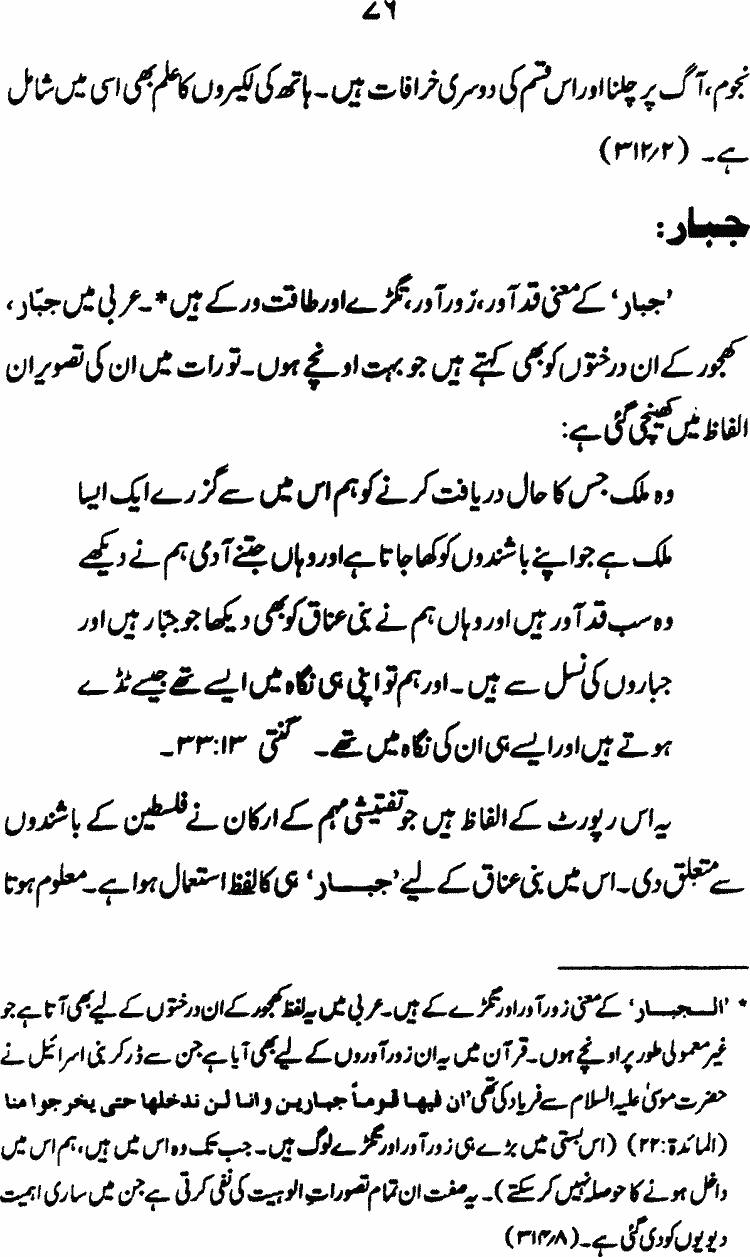 ۷۶
نجوم، آگ پر چلنا اور اس قسم کی دوسری خرافات ہیں۔ ہاتھ کی لکیروں کا علم بھی اسی میں شامل
ہے۔ (۳۱۲/۲)
جبار:
’جبار‘ کے معنی قد آور، زور آور، تگڑے اور طاقت ور کے ہیں*۔ عربی میں جبّار،
کھجور کے ان درختوں کو بھی کہتے ہیں جو بہت اونچے ہوں۔ تورات میں ان کی تصویر ان
الفاظ میں کھینچی گئی ہے:
وہ ملک جس کا حال دریافت کرنے کو ہم اس میں سے گزرے ایک ایسا
ملک ہے جو اپنے باشندوں کو کھا جاتا ہے اور وہاں جتنے آدمی ہم نے دیکھے
وہ سب قد آور ہیں اور وہاں ہم نے بنی عناق کو بھی دیکھا جو جبّار ہیں اور
جباروں کی نسل سے ہیں۔ اور ہم تو اپنی ہی نگاہ میں ایسے تھے جیسے ٹڈے
ہوتے ہیں اور ایسے ہی ان کی نگاہ میں تھے۔ گنتی ۳۳:۱۳۔
یہ اس رپورٹ کے الفاظ ہیں جو تفتیشی مہم کے ارکان نے فلسطین کے باشندوں
سے متعلق دی۔ اس میں بنی عناق کے لیے ’جبار‘ ہی کا لفظ استعمال ہوا ہے۔ معلوم ہوتا
* ’الجبار‘ کے معنی زور آور اور تگڑے کے ہیں۔ عربی میں یہ لفظ کھجور کے ان درختوں کے لیے بھی آتا ہے جو
غیر معمولی طور پر اونچے ہوں۔ قرآن میں یہ ان زور آوروں کے لیے بھی آیا ہے جن سے ڈر کر بنی اسرائیل نے
حضرت موسیٰ علیہ السلام سے فریاد کی تھی ’ان فیها قوماً جبارین و انا لن ندخلها حتی یخرجوا منها
(المائدۃ:۲۲) (اس بستی میں بڑے ہی زور آور اور تگڑے لوگ ہیں۔ جب تک وہ اس میں ہیں، ہم اس میں
داخل ہونے کا حوصلہ نہیں کر سکتے)۔ یہ صفت ان تمام تصورات الوہیت کی نفی کرتی ہے جن میں ساری اہمیت
دیویوں کو دی گئی ہے۔ (۳۱۴/۸)